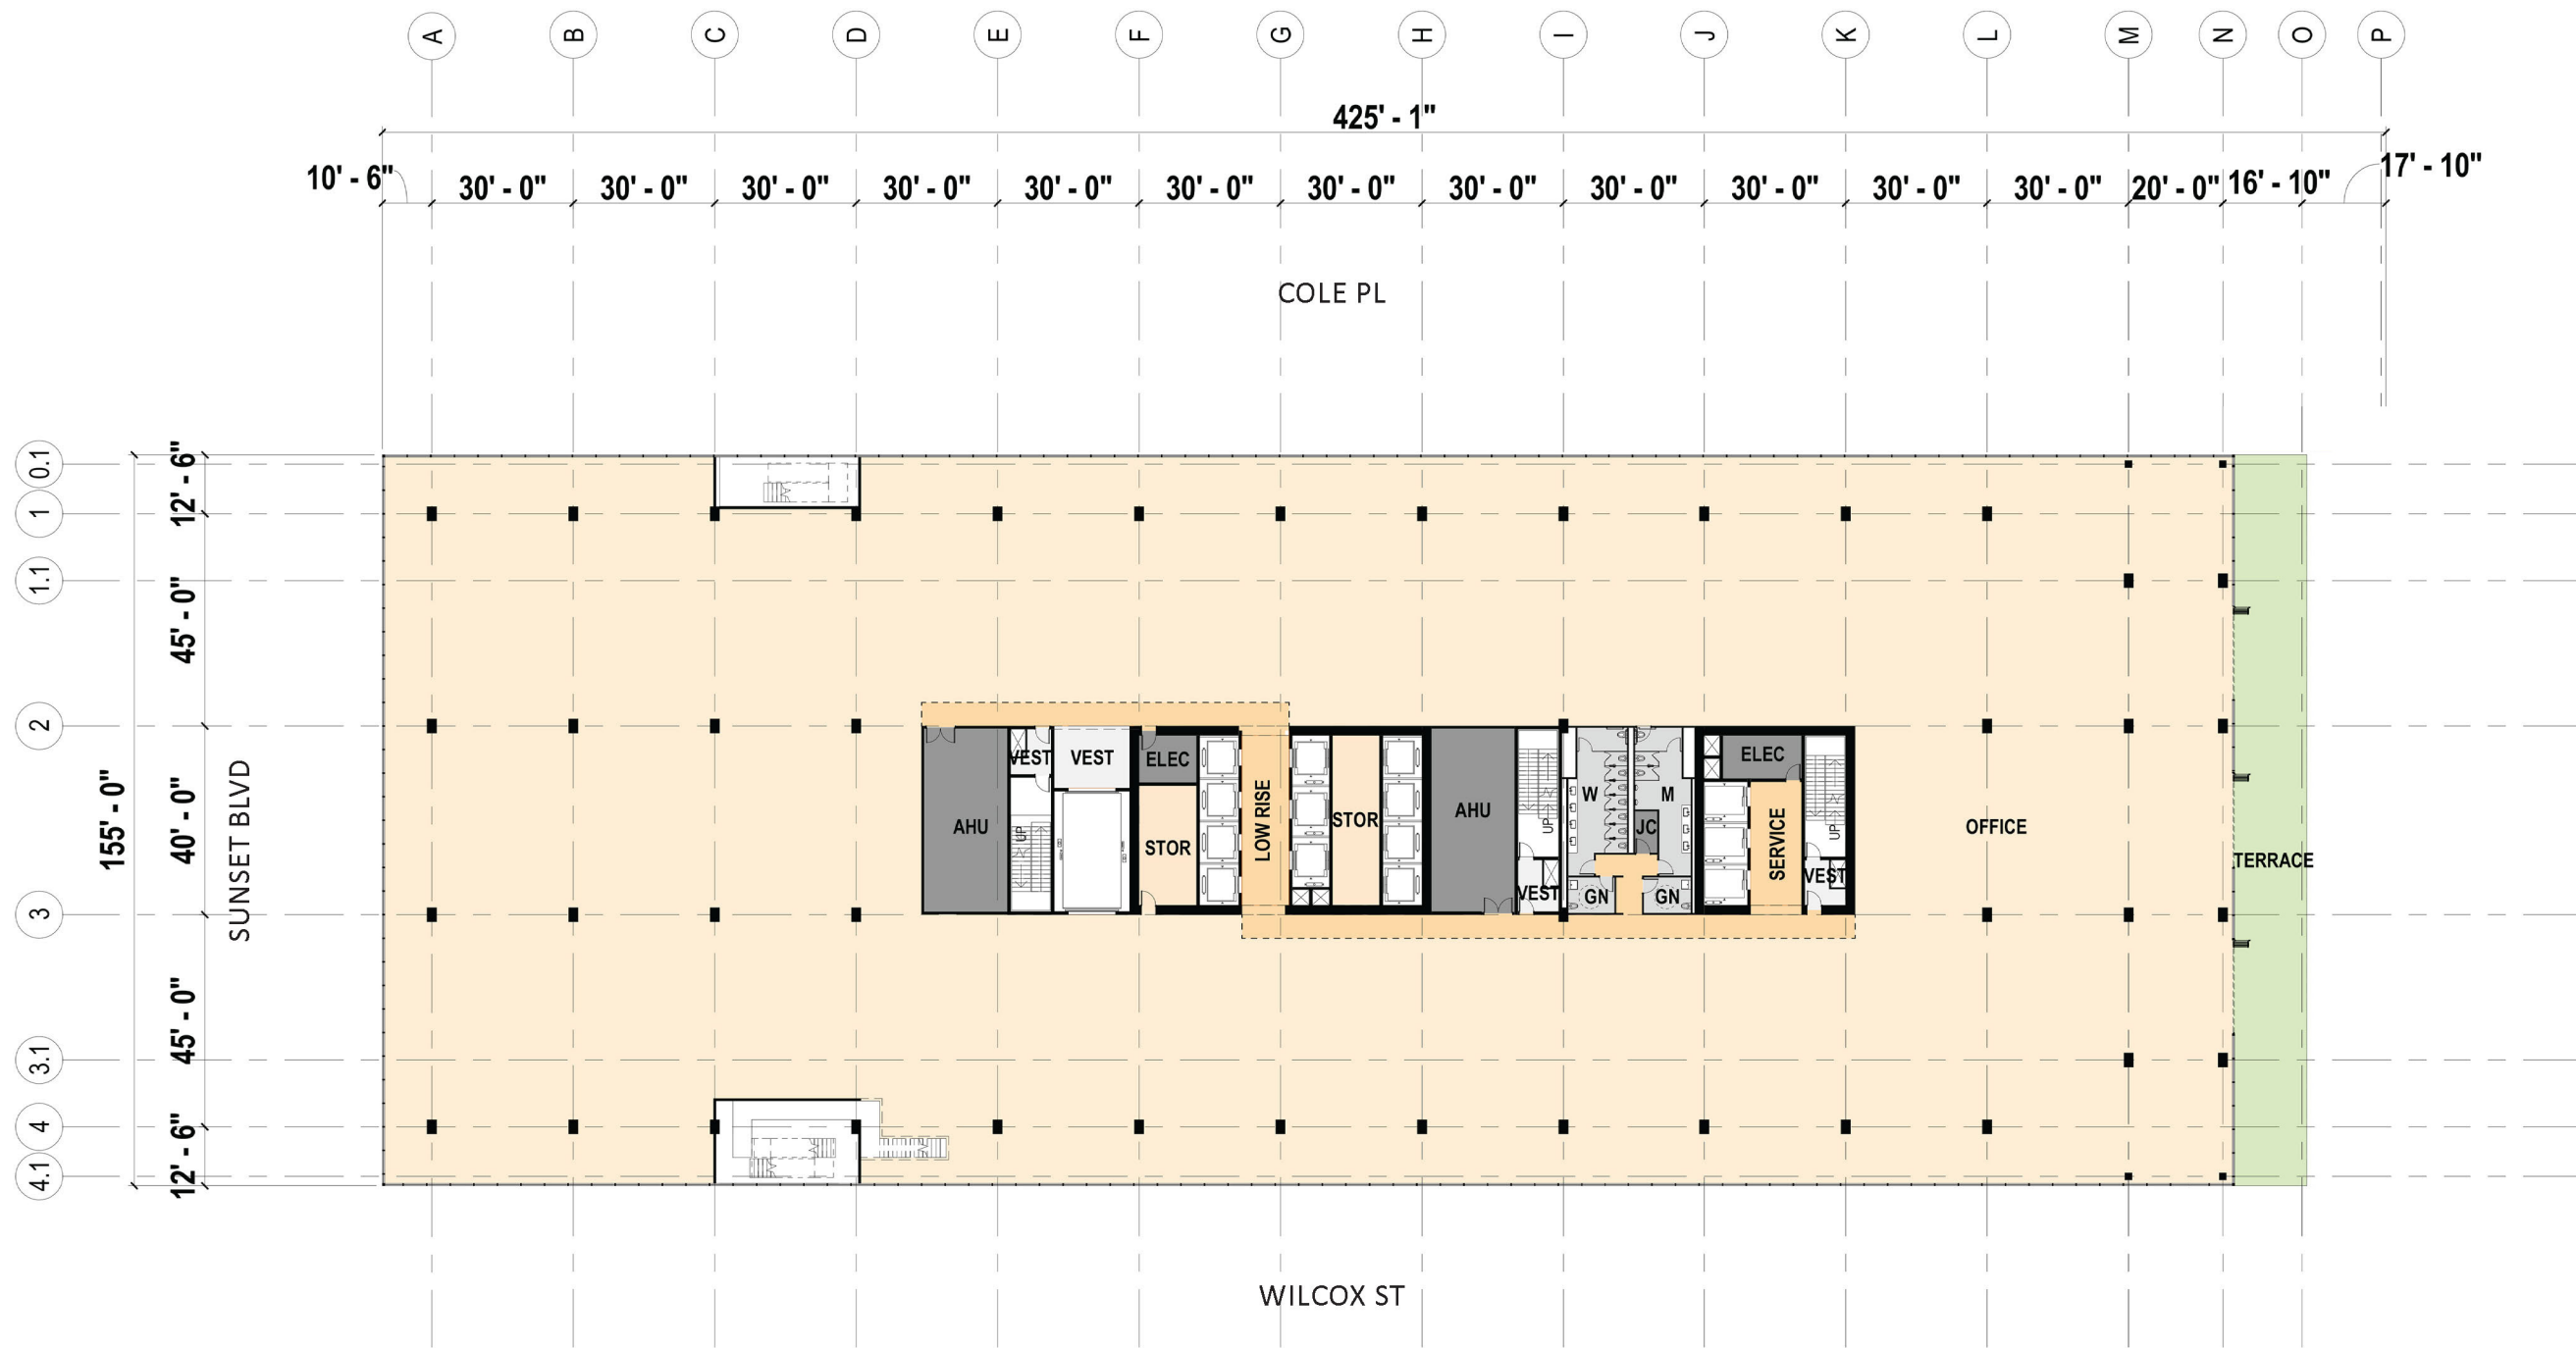 A B C D E F G H I J K L M N O P
425' - 1"
10' - 6" 30' - 0" 30' - 0" 30' - 0" 30' - 0" 30' - 0" 30' - 0" 30' - 0" 30' - 0" 30' - 0" 30' - 0" 30' - 0" 30' - 0" 20' - 0" 16' - 10" 17' - 10"
COLE PL
0.1
1
1.1
2
3
3.1
4
4.1
155' - 0"
12' - 6"
45' - 0"
40' - 0"
45' - 0"
12' - 6"
SUNSET BLVD
AHU
VEST
UP
VEST
ELEC
STOR
LOW RISE
STOR
AHU
UP
VEST
W
M
JC
GN
GN
ELEC
SERVICE
UP
VEST
OFFICE
TERRACE
WILCOX ST